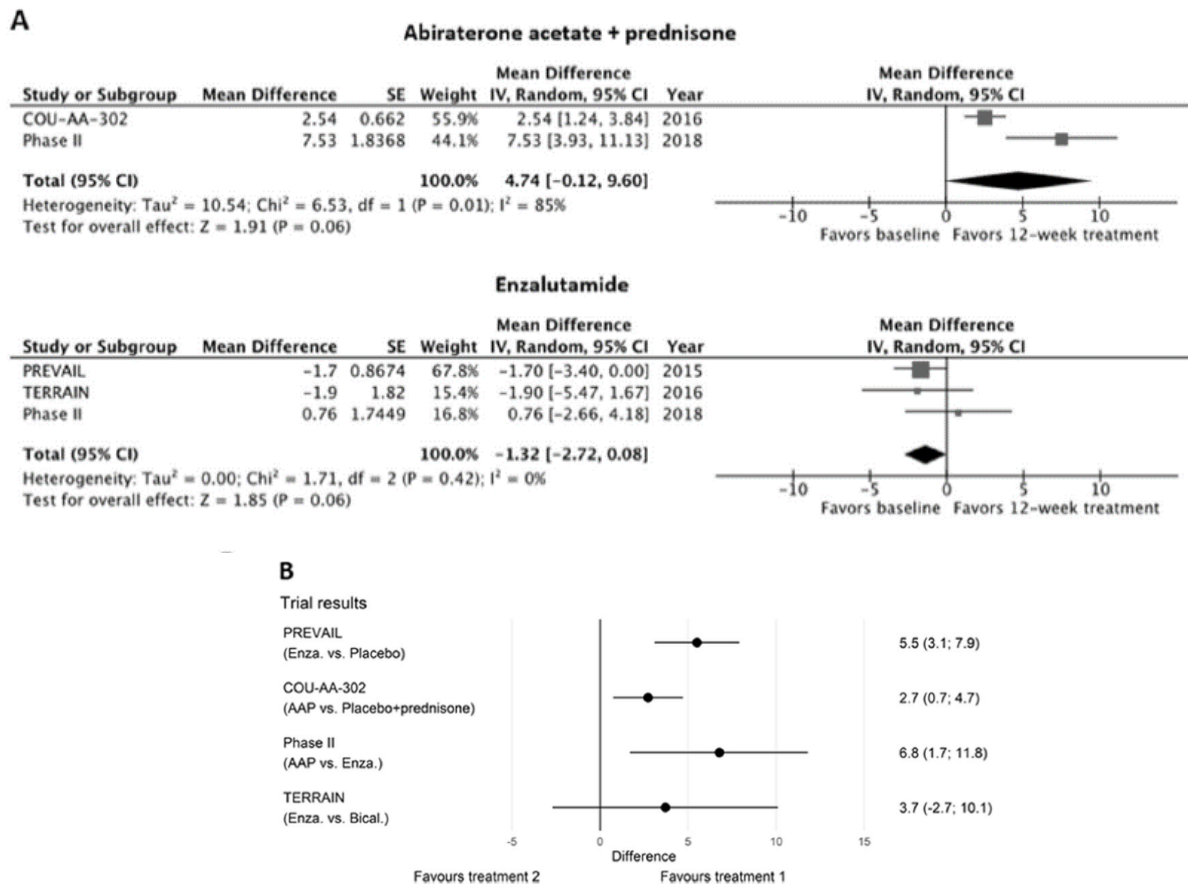 A
Abiraterone acetate + prednisone
Mean Difference Mean Difference
Study or Subgroup Mean Difference SE Weight IV, Random, 95% CI Year IV, Random, 95% CI
COU-AA-302 2.54 0.662 55.9% 2.54 [1.24, 3.84] 2016
Phase II 7.53 1.8368 44.1% 7.53 [3.93, 11.13] 2018
Total (95% CI) 100.0% 4.74 [-0.12, 9.60]
Heterogeneity: Tau² = 10.54; Chi² = 6.53, df = 1 (P = 0.01); I² = 85%
Test for overall effect: Z = 1.91 (P = 0.06)
-10 -5 0 5 10
Favors baseline Favors 12-week treatment
Enzalutamide
Mean Difference Mean Difference
Study or Subgroup Mean Difference SE Weight IV, Random, 95% CI Year IV, Random, 95% CI
PREVAIL -1.7 0.8674 67.8% -1.70 [-3.40, 0.00] 2015
TERRAIN -1.9 1.82 15.4% -1.90 [-5.47, 1.67] 2016
Phase II 0.76 1.7449 16.8% 0.76 [-2.66, 4.18] 2018
Total (95% CI) 100.0% -1.32 [-2.72, 0.08]
Heterogeneity: Tau² = 0.00; Chi² = 1.71, df = 2 (P = 0.42); I² = 0%
Test for overall effect: Z = 1.85 (P = 0.06)
-10 -5 0 5 10
Favors baseline Favors 12-week treatment
B
Trial results
PREVAIL
(Enza. vs. Placebo) 5.5 (3.1; 7.9)
COU-AA-302
(AAP vs. Placebo+prednisone) 2.7 (0.7; 4.7)
Phase II
(AAP vs. Enza.) 6.8 (1.7; 11.8)
TERRAIN
(Enza. vs. Bical.) 3.7 (-2.7; 10.1)
-5 0 5 10 15
Difference
Favours treatment 2 Favours treatment 1